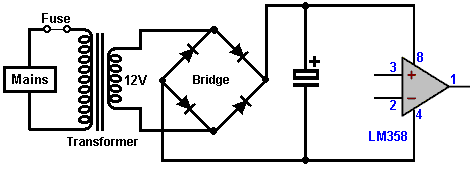 Fuse
Mains
Transformer
12V
Bridge
+
3
+
2
−
8
4
1
LM358